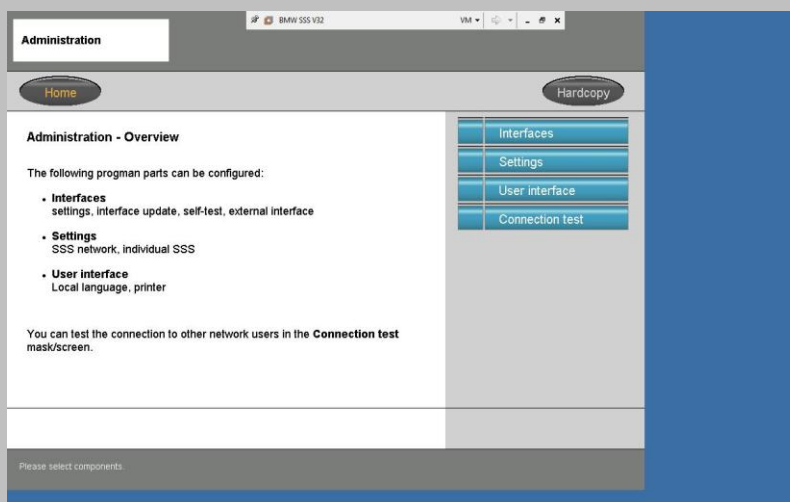 BMW SSS V32
VM
Administration
Home
Hardcopy
Administration - Overview
The following progman parts can be configured:
Interfaces
settings, interface update, self-test, external interface
Settings
SSS network, individual SSS
User interface
Local language, printer
You can test the connection to other network users in the Connection test
mask/screen.
Interfaces
Settings
User interface
Connection test
Please select components.